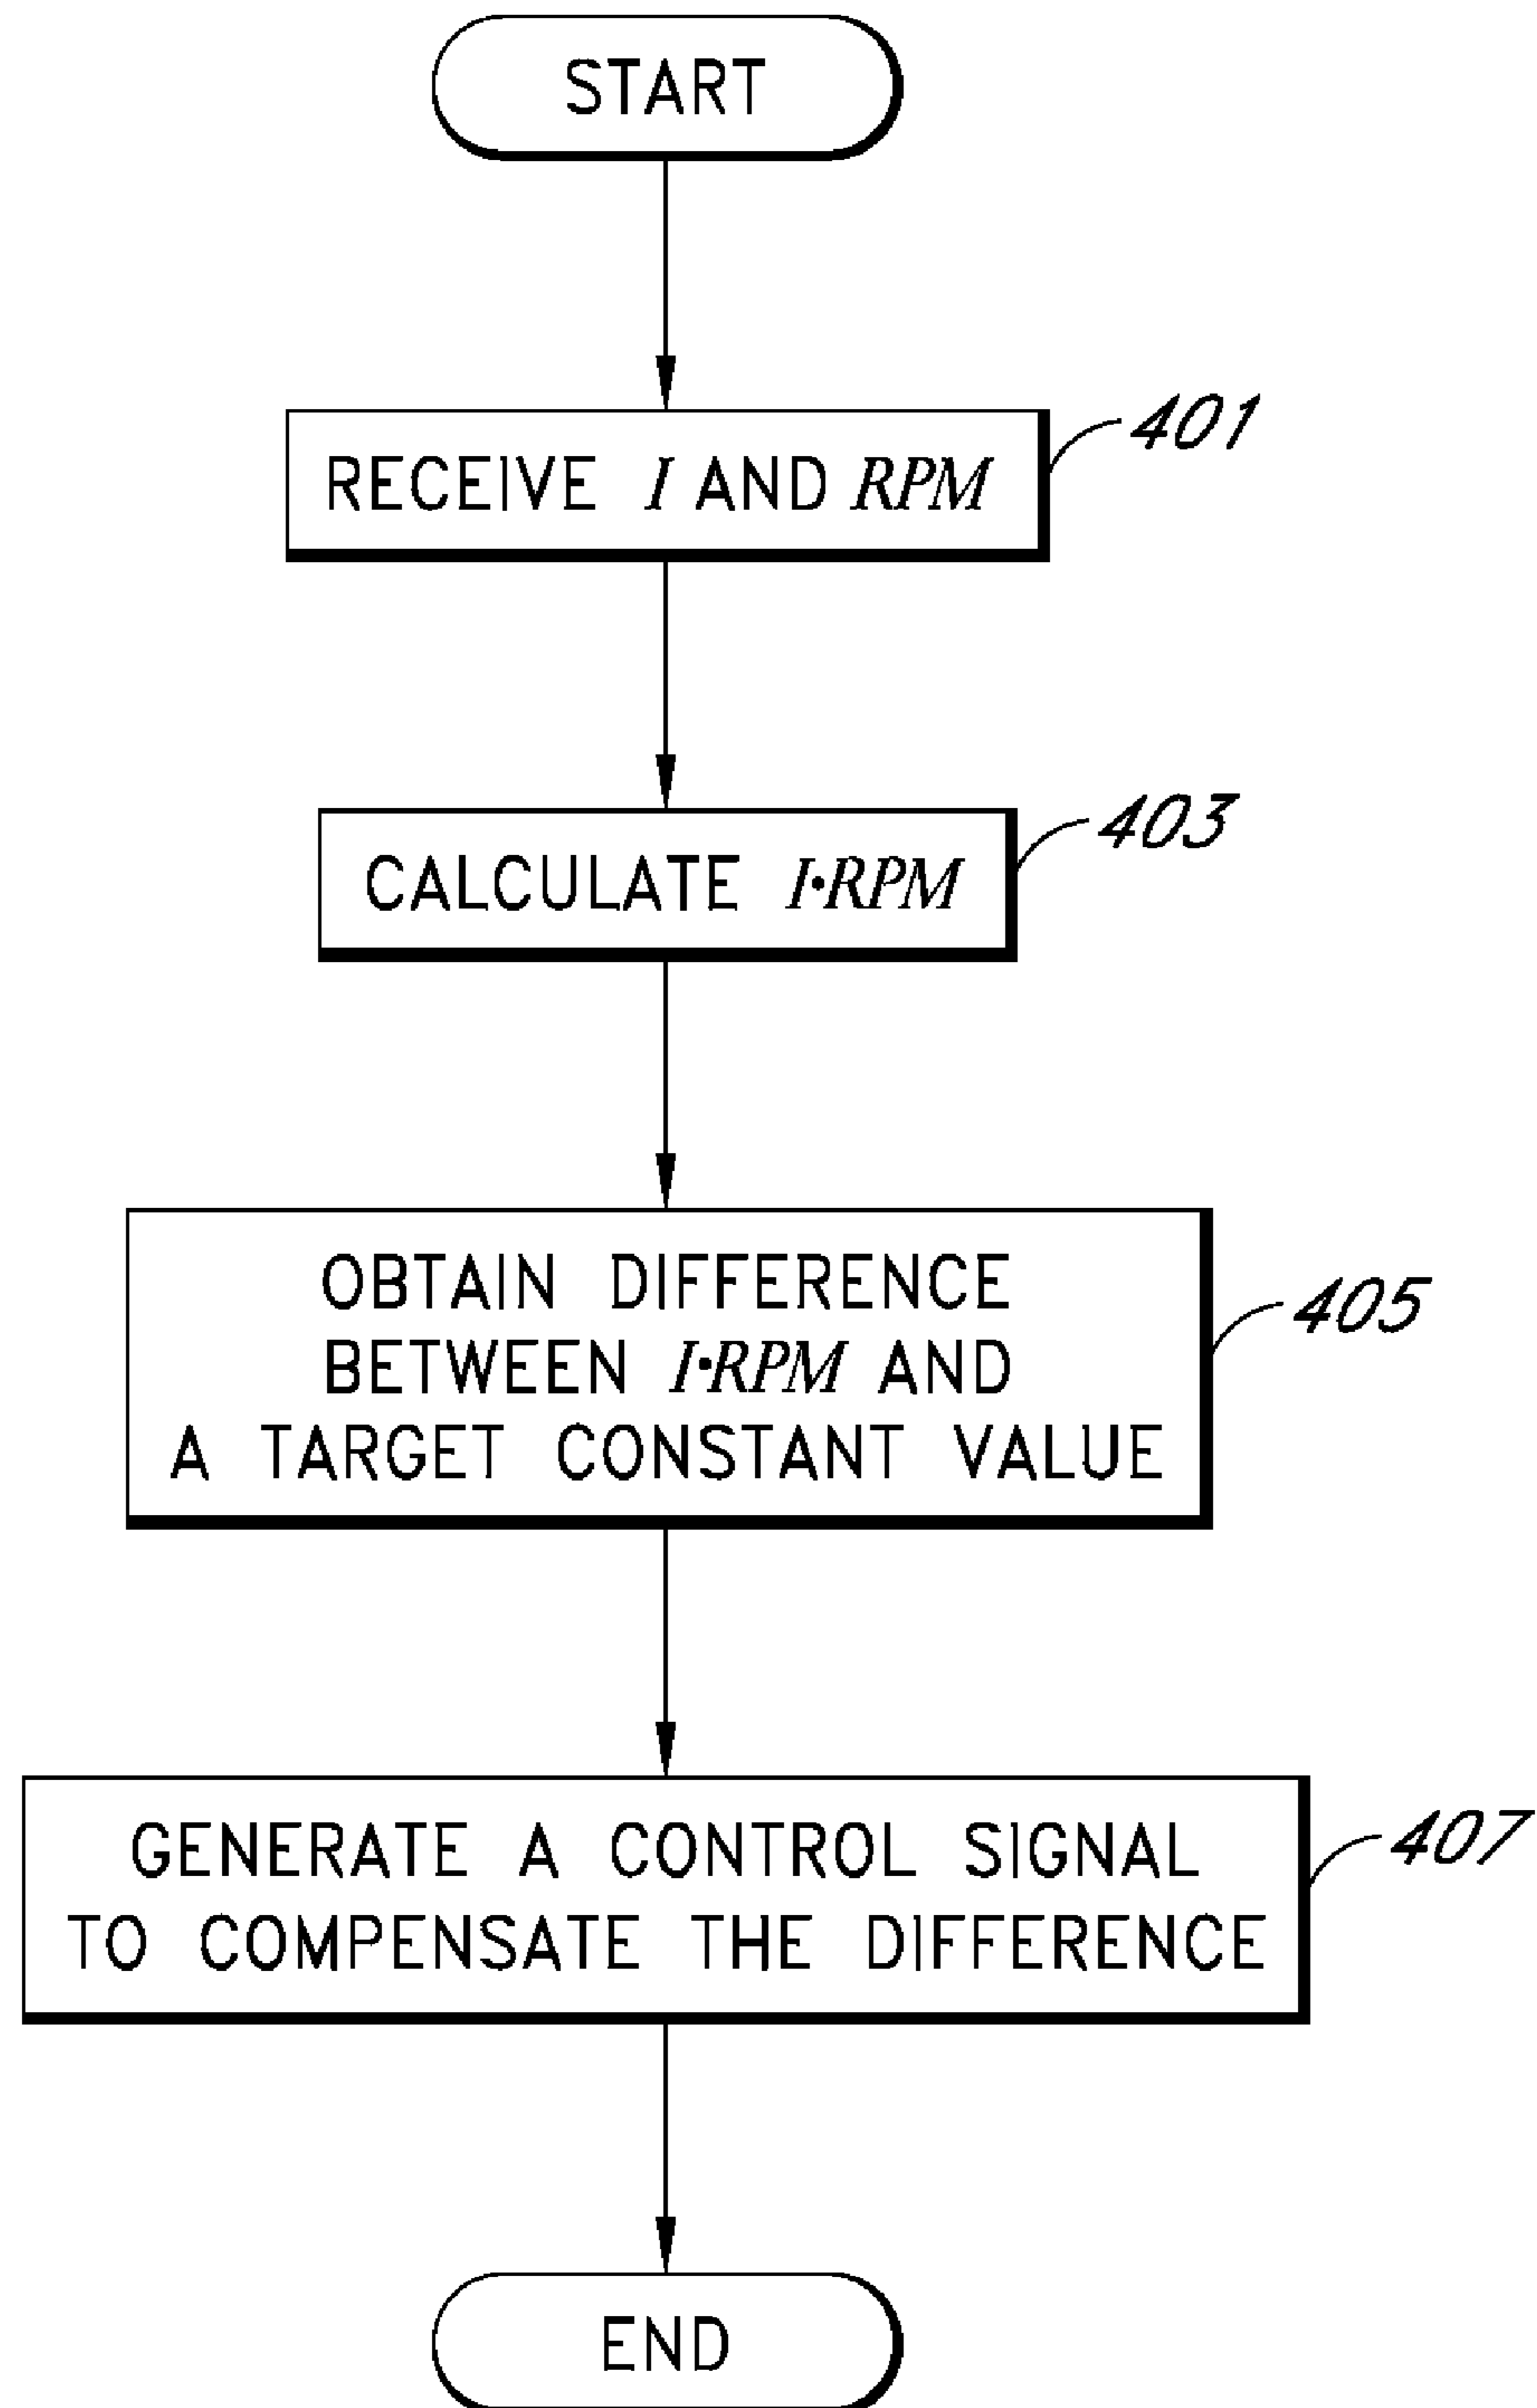 START
401
RECEIVE I AND RPM
403
CALCULATE I•RPM
OBTAIN DIFFERENCE
405
BETWEEN I•RPM AND
A TARGET CONSTANT VALUE
GENERATE A CONTROL SIGNAL
407
TO COMPENSATE THE DIFFERENCE
END